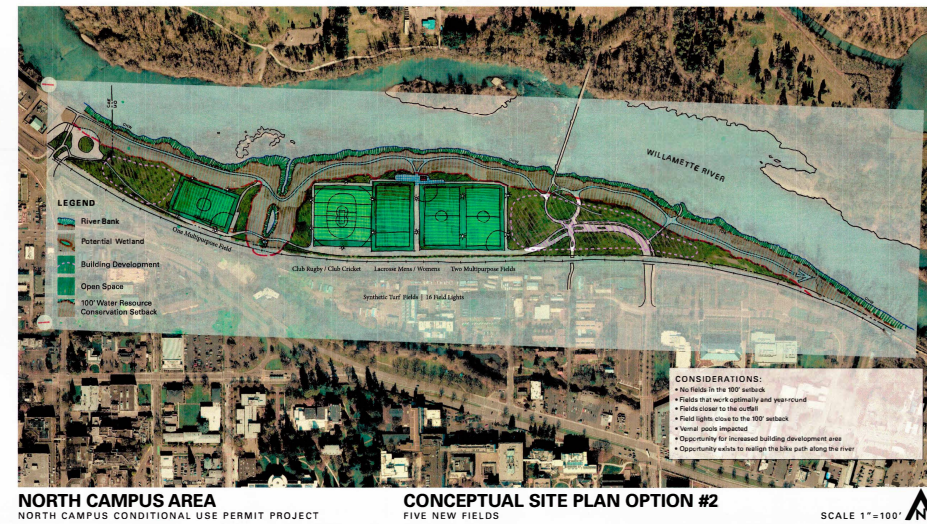 WILLAMETTE RIVER
LEGEND
River Bank
Potential Wetland
Building Development
Open Space
100' Water Resource
Conservation Setback
One Multipurpose Field
Club Rugby / Club Cricket
Lacrosse Mens / Womens
Two Multipurpose Fields
Synthetic Turf Fields | 16 Field Lights
CONSIDERATIONS:
• No fields in the 100' setback
• Fields that work optimally and year-round
• Fields closer to the outfall
• Field lights close to the 100' setback
• Vernal pools impacted
• Opportunity for increased building development area
• Opportunity exists to realign the bike path along the river
NORTH CAMPUS AREA
NORTH CAMPUS CONDITIONAL USE PERMIT PROJECT
CONCEPTUAL SITE PLAN OPTION #2
FIVE NEW FIELDS
SCALE 1"=100'
N